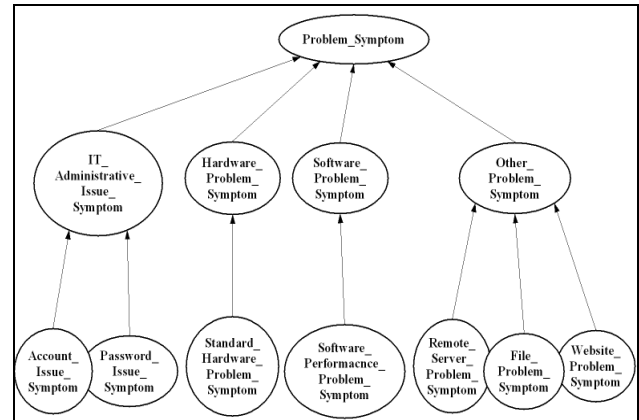 Problem_Symptom
IT_
Administrative_
Issue_
Symptom
Hardware_
Problem_
Symptom
Software_
Problem_
Symptom
Other_
Problem_
Symptom
Account_
Issue_
Symptom
Password_
Issue_
Symptom
Standard_
Hardware_
Problem_
Symptom
Software_
Performacnce_
Problem_
Symptom
Remote_
Server_
Problem_
Symptom
File_
Problem_
Symptom
Website_
Problem_
Symptom